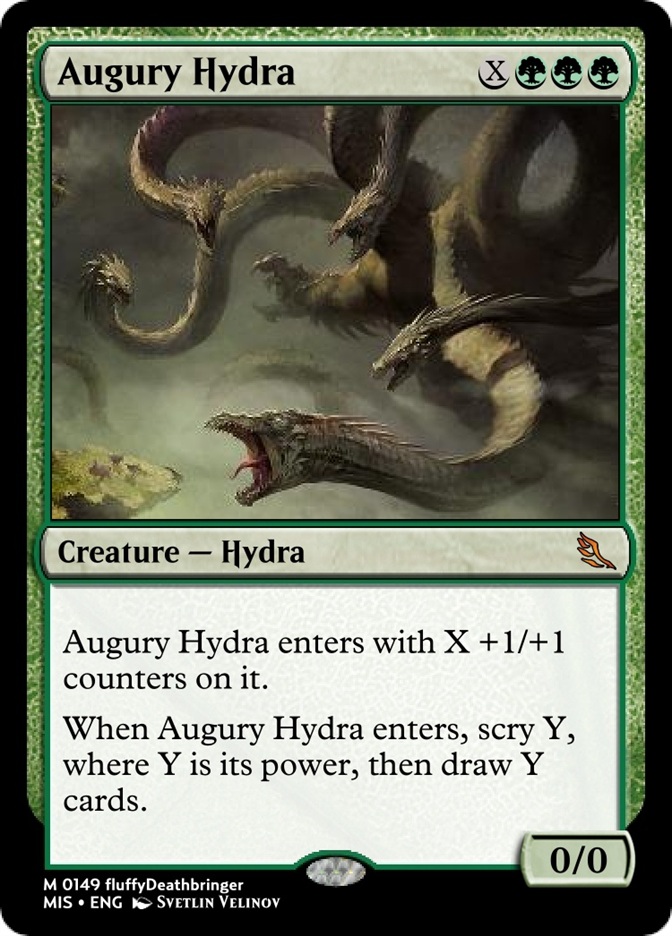 Augury Hydra X
Creature — Hydra
Augury Hydra enters with X +1/+1
counters on it.
When Augury Hydra enters, scry Y,
where Y is its power, then draw Y
cards.
0/0
M 0149 fluffyDeathbringer
MIS • ENG Svetlin Velinov